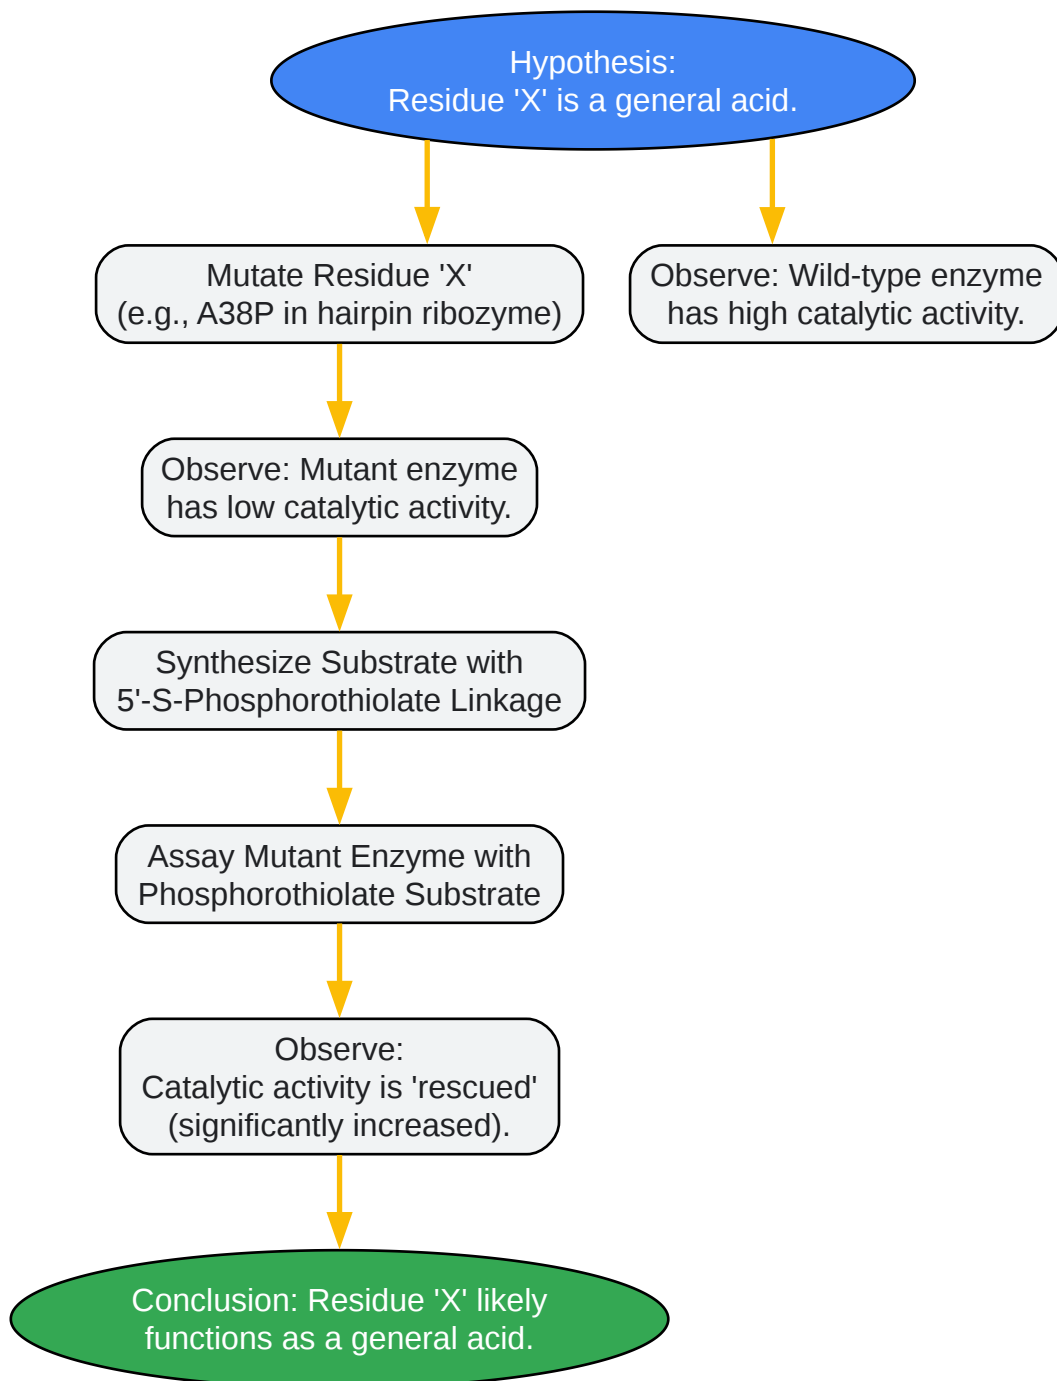 Hypothesis:
Residue 'X' is a general acid.
Mutate Residue 'X'
(e.g., A38P in hairpin ribozyme)
Observe: Wild-type enzyme
has high catalytic activity.
Observe: Mutant enzyme
has low catalytic activity.
Synthesize Substrate with
5'-S-Phosphorothiolate Linkage
Assay Mutant Enzyme with
Phosphorothiolate Substrate
Observe:
Catalytic activity is 'rescued'
(significantly increased).
Conclusion: Residue 'X' likely
functions as a general acid.